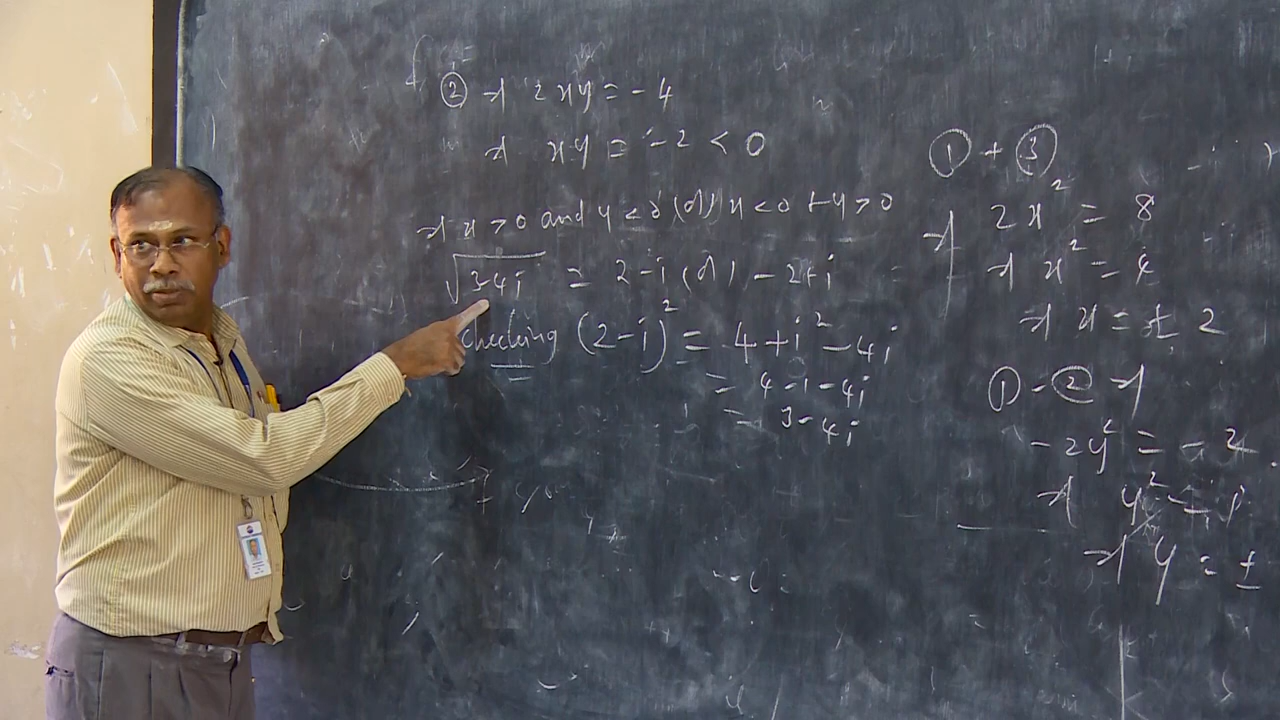 ② ⇒ 2xy = -4
⇒ xy = -2 < 0
⇒ x > 0 and y < 0 (or) x < 0 + y > 0
√3-4i = 2-i (or) -2+i
checking (2-i)² = 4+i²-4i
= 4-1-4i
= 3-4i
① + ③
⇒ 2x² = 8
⇒ x² = 4
⇒ x = ± 2
① - ② ⇒
-2y² = -2
⇒ y²
⇒ y = ±